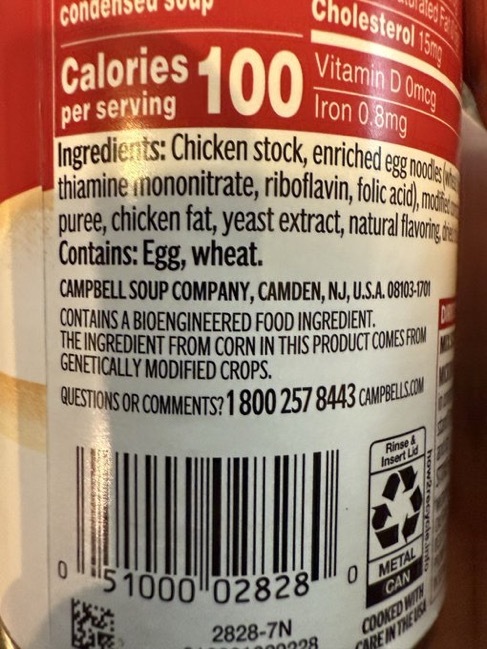 condensed soup
Cholesterol 15mg
Calories
per serving
100
Vitamin D 0mcg
Iron 0.8mg
Ingredients: Chicken stock, enriched egg noodles
thiamine mononitrate, riboflavin, folic acid),
puree, chicken fat, yeast extract, natural flavoring,
Contains: Egg, wheat.
CAMPBELL SOUP COMPANY, CAMDEN, NJ, U.S.A. 08103-1701
CONTAINS A BIOENGINEERED FOOD INGREDIENT.
THE INGREDIENT FROM CORN IN THIS PRODUCT COMES FROM
GENETICALLY MODIFIED CROPS.
QUESTIONS OR COMMENTS? 1 800 257 8443 CAMPBELLS.COM
Rinse &
Insert Lid
how2recycle.info
METAL
CAN
0 51000 02828 0
COOKED WITH
CARE IN THE USA
2828-7N